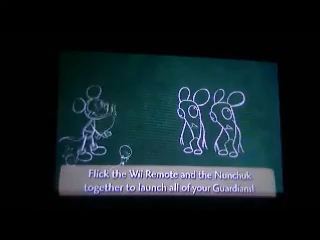 Flick the Wii Remote and the Nunchuk
together to launch all of your Guardians!